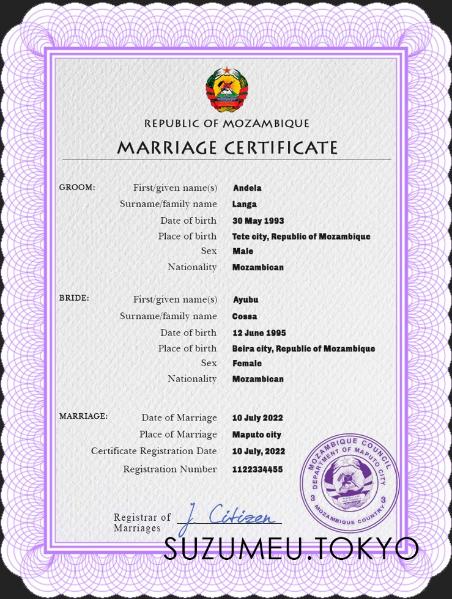 REPUBLIC OF MOZAMBIQUE
MARRIAGE CERTIFICATE
GROOM: First/given name(s) Andela
Surname/family name Langa
Date of birth 30 May 1993
Place of birth Tete city, Republic of Mozambique
Sex Male
Nationality Mozambican
BRIDE: First/given name(s) Ayubu
Surname/family name Cossa
Date of birth 12 June 1995
Place of birth Beira city, Republic of Mozambique
Sex Female
Nationality Mozambican
MARRIAGE: Date of Marriage 10 July 2022
Place of Marriage Maputo city
Certificate Registration Date 10 July, 2022
Registration Number 1122334455
MOZAMBIQUE COUNCIL
DEPARTMENT OF MAPUTO CITY
3 3
MOZAMBIQUE COUNTRY
Registrar of Marriages J. Citizen
SUZUMEU.TOKYO